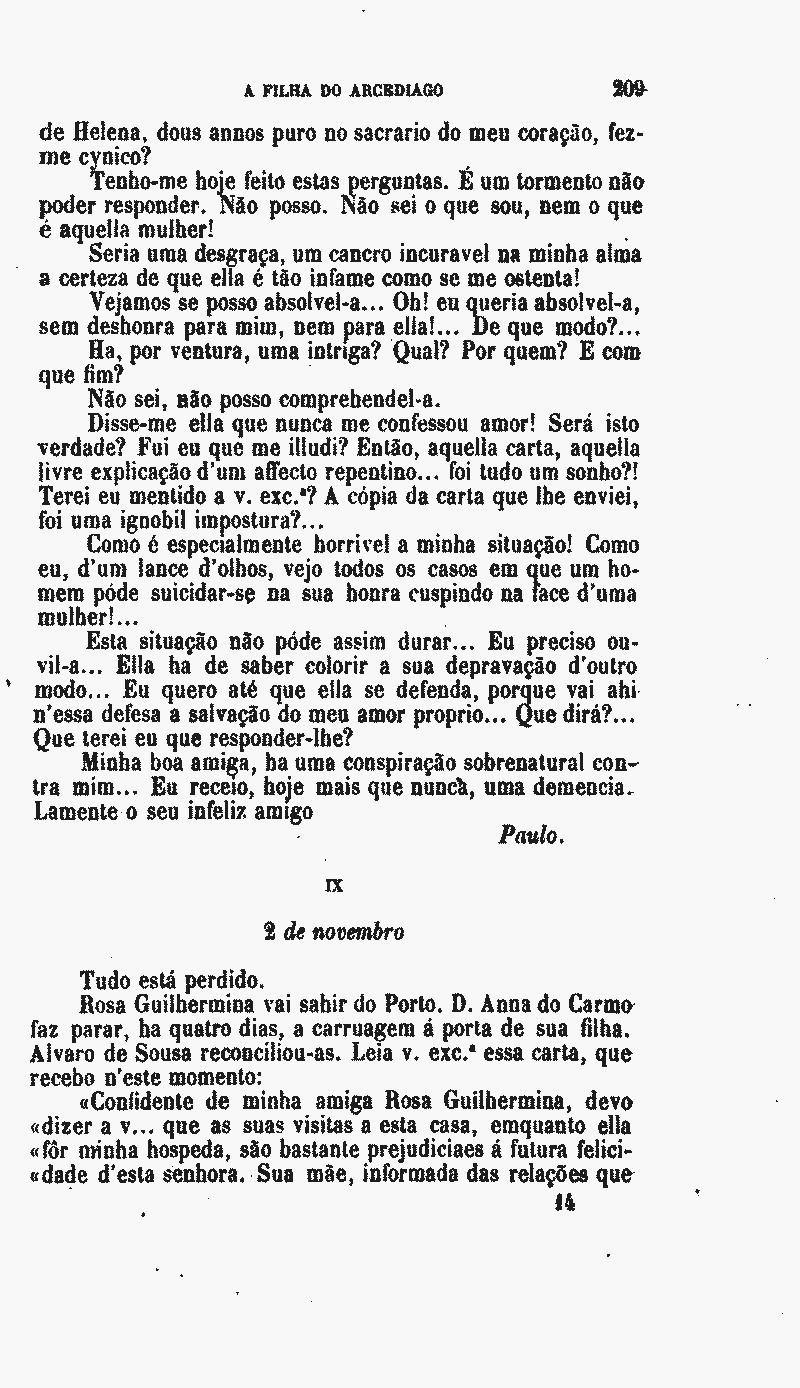 A FILHA DO ARCEDIAGO 209
de Helena, dous annos puro no sacrario do meu coração, fez-
me cynico?
Tenho-me hoje feito estas perguntas. É um tormento não
poder responder. Não posso. Não sei o que sou, nem o que
é aquella mulher!
Seria uma desgraça, um cancro incuravel na minha alma
a certeza de que ella é tão infame como se me ostenta!
Vejamos se posso absolvel-a... Oh! eu queria absolvel-a,
sem deshonra para mim, nem para ella!... De que modo?...
Ha, por ventura, uma intriga? Qual? Por quem? E com
que fim?
Não sei, não posso comprehendel-a.
Disse-me ella que nunca me confessou amor! Será isto
verdade? Fui eu que me illudi? Então, aquella carta, aquella
livre explicação d'um affecto repentino... foi tudo um sonho?!
Terei eu mentido a v. exc.ª? A cópia da carta que lhe enviei,
foi uma ignobil impostura?...
Como é especialmente horrivel a minha situação! Como
eu, d'um lance d'olhos, vejo todos os casos em que um ho-
mem póde suicidar-se na sua honra cuspindo na face d'uma
mulher!...
Esta situação não póde assim durar... Eu preciso ou-
vil-a... Ella ha de saber colorir a sua depravação d'outro
modo... Eu quero até que ella se defenda, porque vai ahi
n'essa defesa a salvação do meu amor proprio... Que dirá?...
Que terei eu que responder-lhe?
Minha boa amiga, ha uma conspiração sobrenatural con-
tra mim... Eu receio, hoje mais que nunca, uma demencia.
Lamente o seu infeliz amigo
Paulo.
IX
2 de novembro
Tudo está perdido.
Rosa Guilhermina vai sahir do Porto. D. Anna do Carmo
faz parar, ha quatro dias, a carruagem á porta de sua filha.
Alvaro de Sousa reconciliou-as. Leia v. exc.ª essa carta, que
recebo n'este momento:
«Confidente de minha amiga Rosa Guilhermina, devo
«dizer a v... que as suas visitas a esta casa, emquanto ella
«fôr minha hospeda, são bastante prejudiciaes á futura felici-
«dade d'esta senhora. Sua mãe, informada das relações que
14